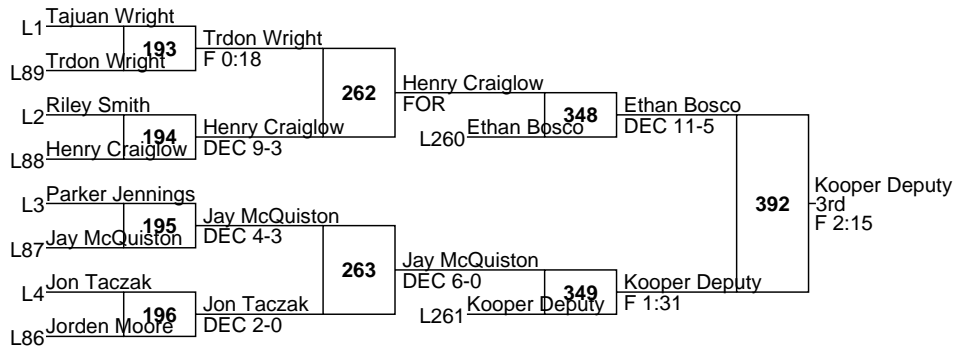 L1 Tajuan Wright
193
L89 Trdon Wright
Trdon Wright
F 0:18
L2 Riley Smith
194
L88 Henry Craiglow
Henry Craiglow
DEC 9-3
262
Henry Craiglow
FOR
L260 Ethan Bosco
348
Ethan Bosco
DEC 11-5
L3 Parker Jennings
195
L87 Jay McQuiston
Jay McQuiston
DEC 4-3
L4 Jon Taczak
196
L86 Jorden Moore
Jon Taczak
DEC 2-0
263
Jay McQuiston
DEC 6-0
L261 Kooper Deputy
349
Kooper Deputy
F 1:31
392
Kooper Deputy
3rd
F 2:15